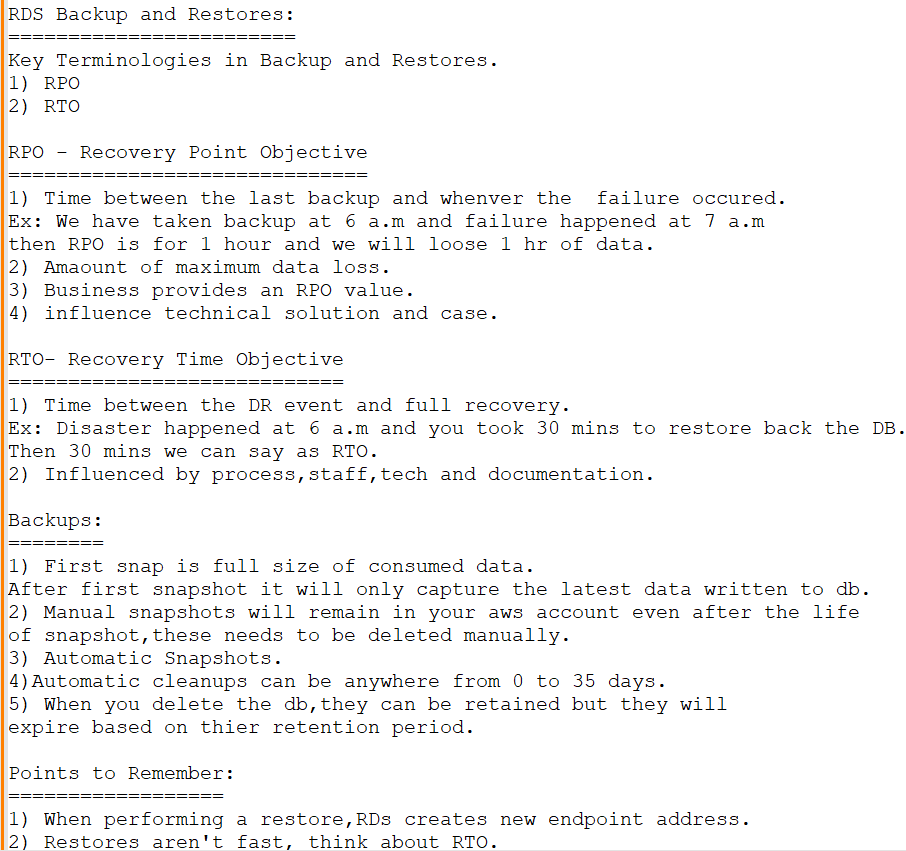 RDS Backup and Restores:
========================
Key Terminologies in Backup and Restores.
1) RPO
2) RTO
RPO - Recovery Point Objective
==============================
1) Time between the last backup and whenver the  failure occured.
Ex: We have taken backup at 6 a.m and failure happened at 7 a.m
then RPO is for 1 hour and we will loose 1 hr of data.
2) Amaount of maximum data loss.
3) Business provides an RPO value.
4) influence technical solution and case.
RTO- Recovery Time Objective
============================
1) Time between the DR event and full recovery.
Ex: Disaster happened at 6 a.m and you took 30 mins to restore back the DB.
Then 30 mins we can say as RTO.
2) Influenced by process,staff,tech and documentation.
Backups:
========
1) First snap is full size of consumed data.
After first snapshot it will only capture the latest data written to db.
2) Manual snapshots will remain in your aws account even after the life
of snapshot,these needs to be deleted manually.
3) Automatic Snapshots.
4)Automatic cleanups can be anywhere from 0 to 35 days.
5) When you delete the db,they can be retained but they will
expire based on thier retention period.
Points to Remember:
==================
1) When performing a restore,RDs creates new endpoint address.
2) Restores aren't fast, think about RTO.